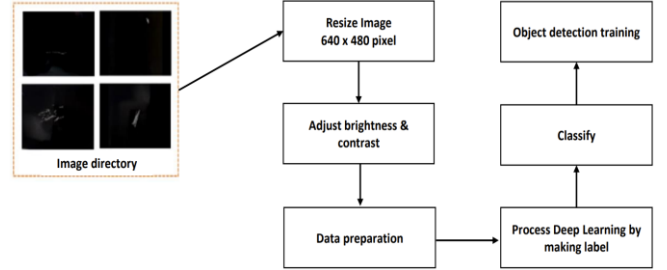 Image directory
Resize Image
640 x 480 pixel
Adjust brightness &
contrast
Data preparation
Process Deep Learning by
making label
Classify
Object detection training